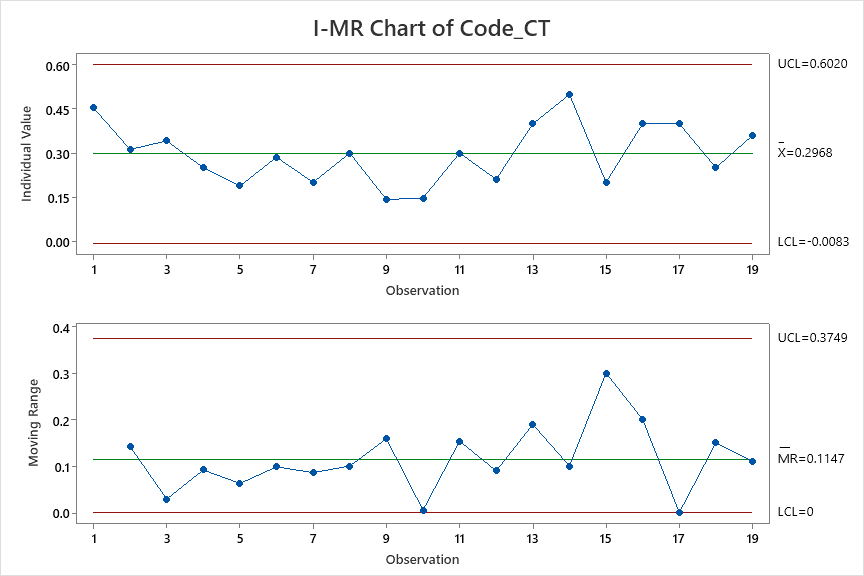 I-MR Chart of Code_CT
Individual Value
0.60
0.45
0.30
0.15
0.00
UCL=0.6020
X̄=0.2968
LCL=-0.0083
1 3 5 7 9 11 13 15 17 19
Observation
Moving Range
0.4
0.3
0.2
0.1
0.0
UCL=0.3749
M̅R̅=0.1147
LCL=0
1 3 5 7 9 11 13 15 17 19
Observation